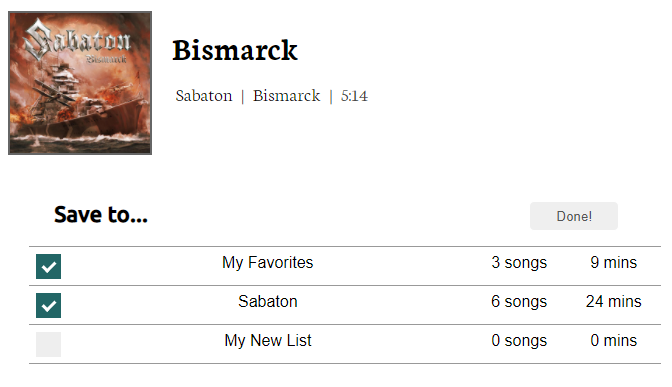 Sabaton
Bismarck
Bismarck
Sabaton | Bismarck | 5:14
Save to...
Done!
My Favorites 3 songs 9 mins
Sabaton 6 songs 24 mins
My New List 0 songs 0 mins